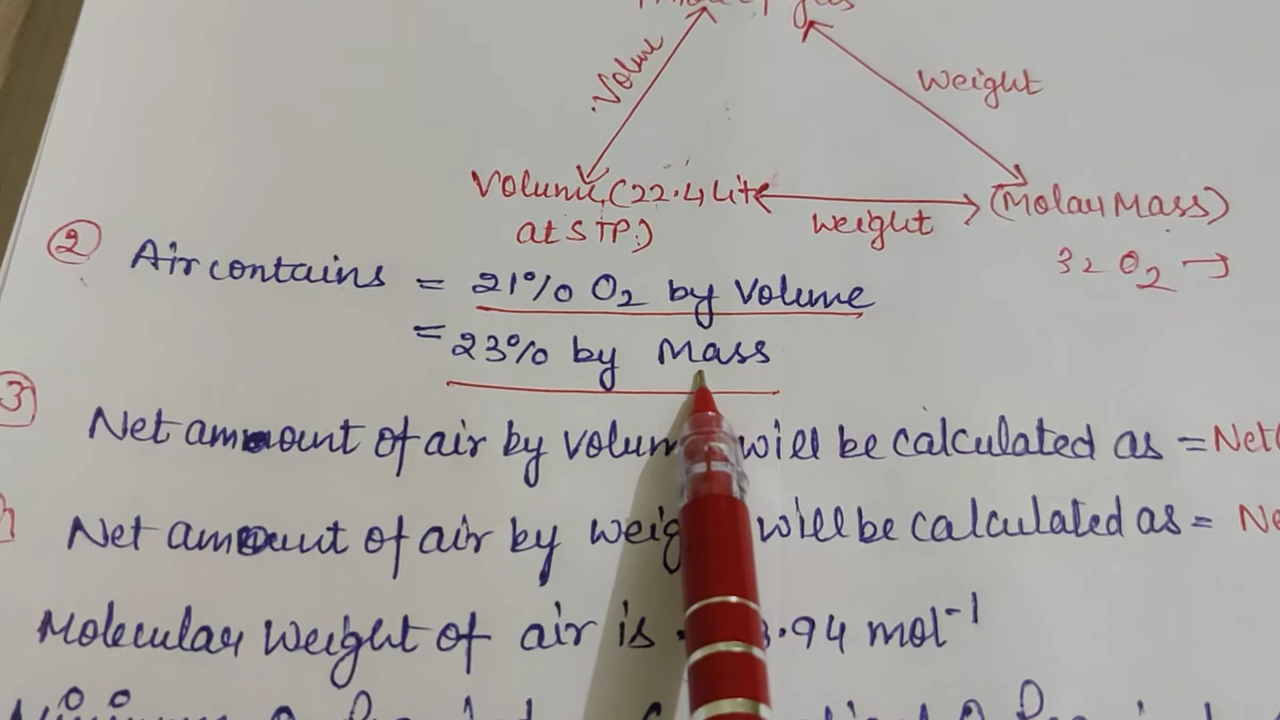 Volume
Weight
Volume (22.4 Lit
at STP.)
weight
(Molar Mass)
32 O2 →
② Air contains = 21% O2 by Volume
= 23% by Mass
3) Net amount of air by volum will be calculated as = Net
Net amount of air by weig will be calculated as =
Molecular Weight of air is .94 mol-1